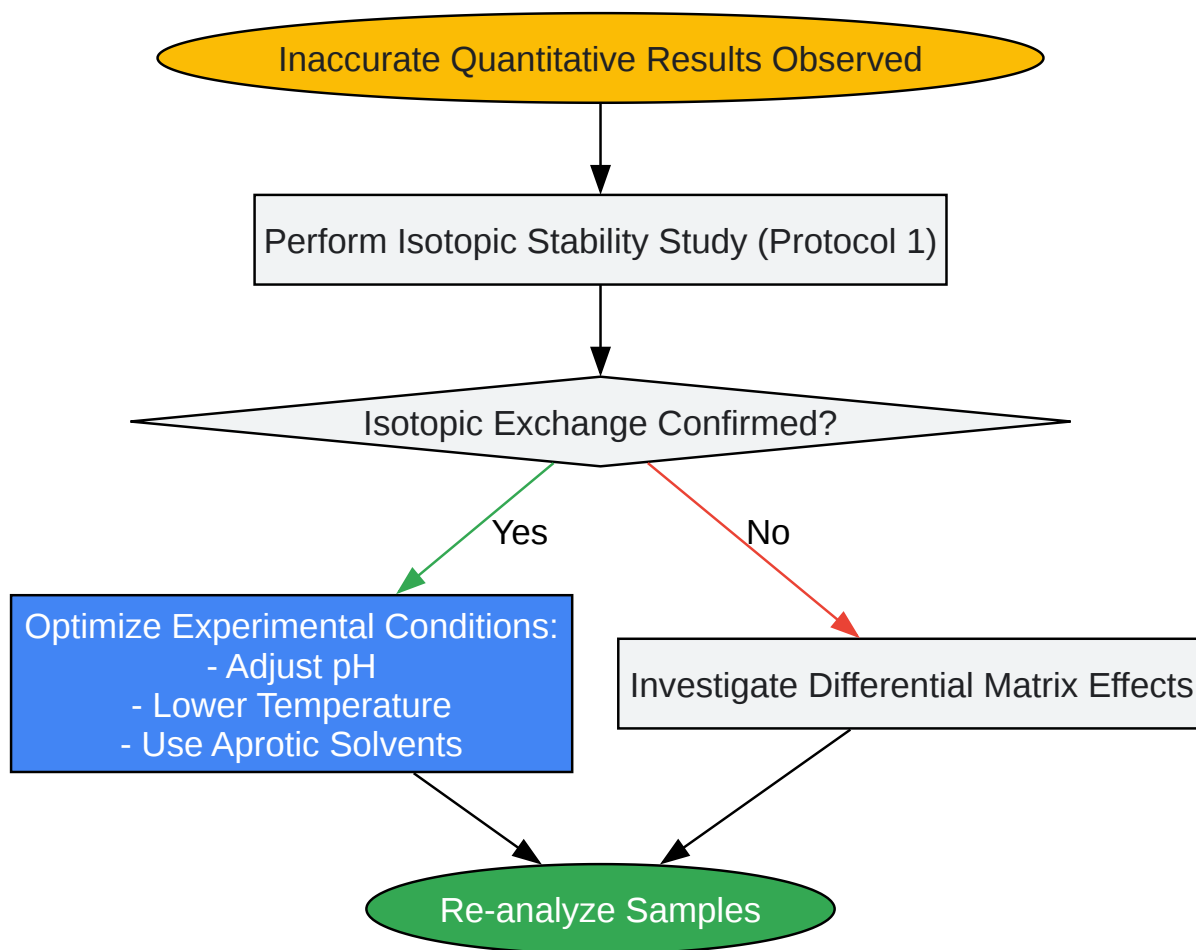 Inaccurate Quantitative Results Observed
Perform Isotopic Stability Study (Protocol 1)
Isotopic Exchange Confirmed?
Yes
No
Optimize Experimental Conditions:
- Adjust pH
- Lower Temperature
- Use Aprotic Solvents
Investigate Differential Matrix Effects
Re-analyze Samples